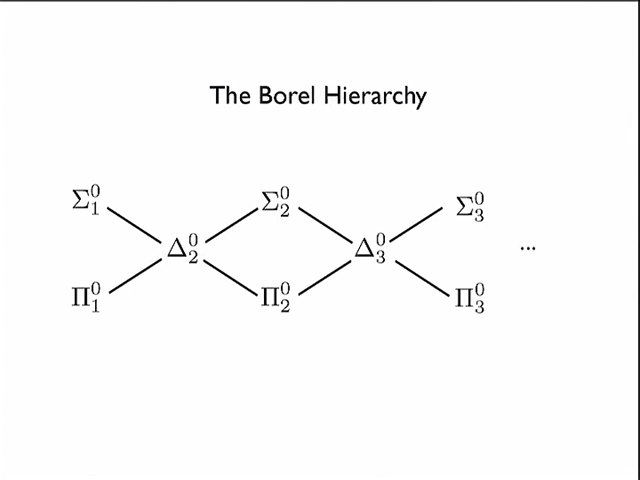 The Borel Hierarchy
Σ⁰₁ Σ⁰₂ Σ⁰₃
Δ⁰₂ Δ⁰₃ ...
Π⁰₁ Π⁰₂ Π⁰₃